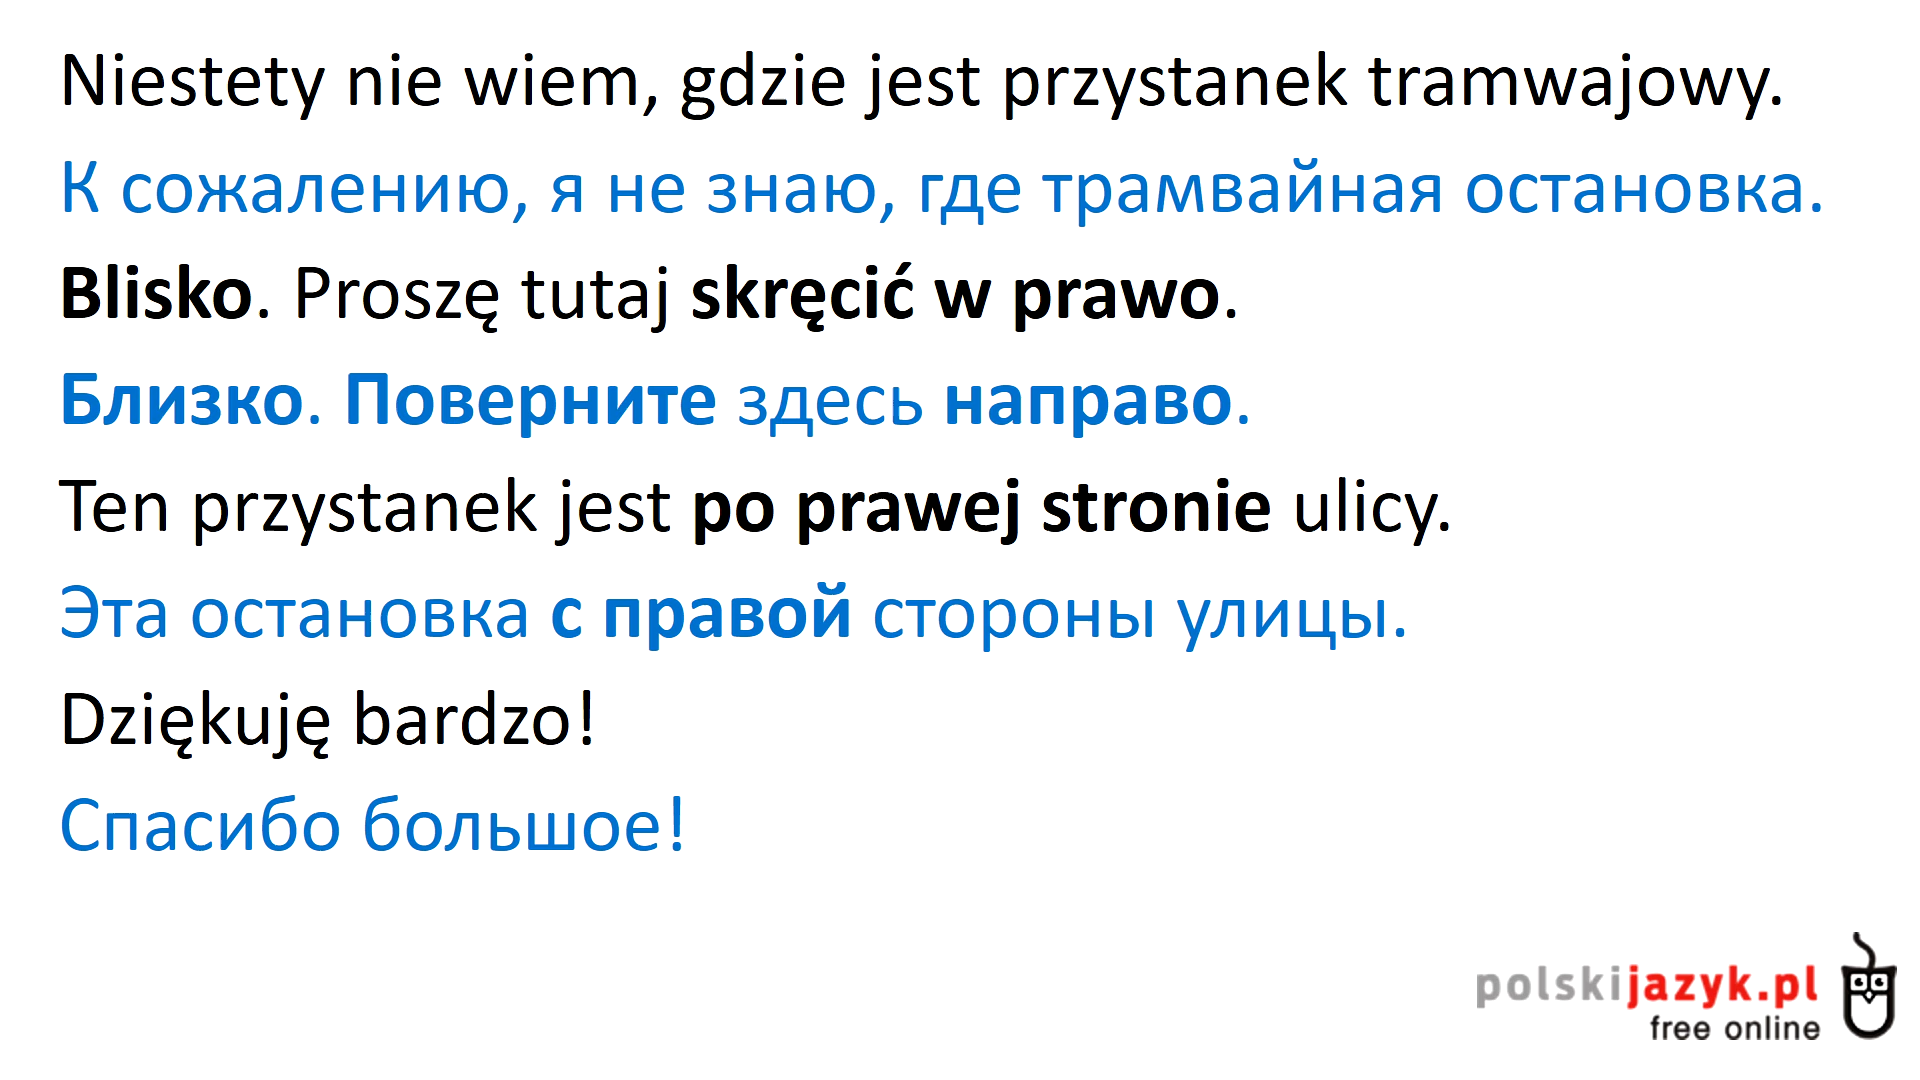 Niestety nie wiem, gdzie jest przystanek tramwajowy.
К сожалению, я не знаю, где трамвайная остановка.
Blisko. Proszę tutaj skręcić w prawo.
Близко. Поверните здесь направо.
Ten przystanek jest po prawej stronie ulicy.
Эта остановка с правой стороны улицы.
Dziękuję bardzo!
Спасибо большое!
polskijazyk.pl
free online